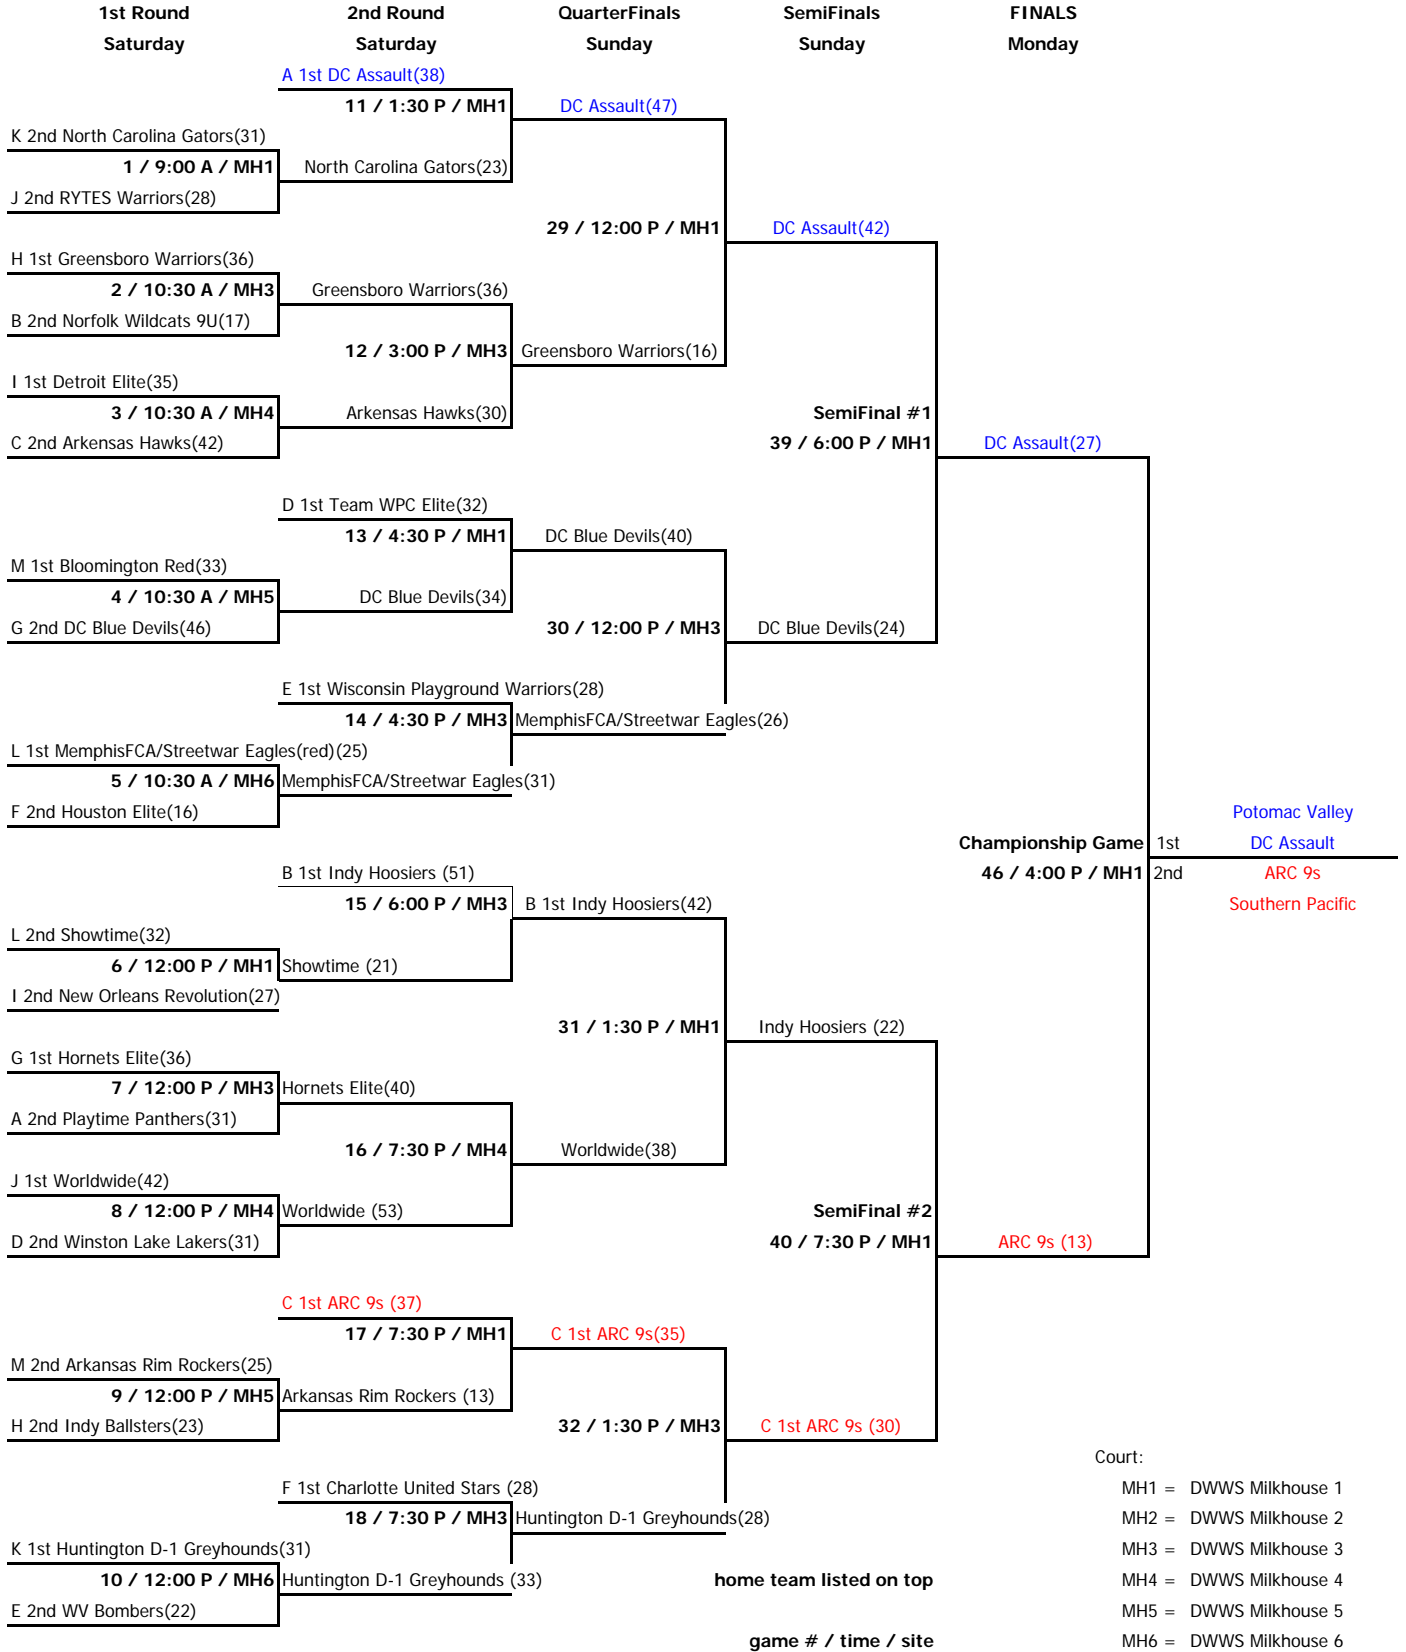 1st Round 2nd Round QuarterFinals SemiFinals FINALS
Saturday Saturday Sunday Sunday Monday
A 1st DC Assault(38)
11 / 1:30 P / MH1 DC Assault(47)
K 2nd North Carolina Gators(31)
1 / 9:00 A / MH1 North Carolina Gators(23)
J 2nd RYTES Warriors(28)
29 / 12:00 P / MH1 DC Assault(42)
H 1st Greensboro Warriors(36)
2 / 10:30 A / MH3 Greensboro Warriors(36)
B 2nd Norfolk Wildcats 9U(17)
12 / 3:00 P / MH3 Greensboro Warriors(16)
I 1st Detroit Elite(35)
3 / 10:30 A / MH4 Arkensas Hawks(30) SemiFinal #1
C 2nd Arkensas Hawks(42) 39 / 6:00 P / MH1 DC Assault(27)
D 1st Team WPC Elite(32)
13 / 4:30 P / MH1 DC Blue Devils(40)
M 1st Bloomington Red(33)
4 / 10:30 A / MH5 DC Blue Devils(34)
G 2nd DC Blue Devils(46) 30 / 12:00 P / MH3 DC Blue Devils(24)
E 1st Wisconsin Playground Warriors(28)
14 / 4:30 P / MH3 MemphisFCA/Streetwar Eagles(26)
L 1st MemphisFCA/Streetwar Eagles(red)(25)
5 / 10:30 A / MH6 MemphisFCA/Streetwar Eagles(31)
F 2nd Houston Elite(16) Potomac Valley
Championship Game 1st DC Assault
B 1st Indy Hoosiers (51) 46 / 4:00 P / MH1 2nd ARC 9s
15 / 6:00 P / MH3 B 1st Indy Hoosiers(42) Southern Pacific
L 2nd Showtime(32)
6 / 12:00 P / MH1 Showtime (21)
I 2nd New Orleans Revolution(27)
31 / 1:30 P / MH1 Indy Hoosiers (22)
G 1st Hornets Elite(36)
7 / 12:00 P / MH3 Hornets Elite(40)
A 2nd Playtime Panthers(31)
16 / 7:30 P / MH4 Worldwide(38)
J 1st Worldwide(42)
8 / 12:00 P / MH4 Worldwide (53) SemiFinal #2
D 2nd Winston Lake Lakers(31) 40 / 7:30 P / MH1 ARC 9s (13)
C 1st ARC 9s (37)
17 / 7:30 P / MH1 C 1st ARC 9s(35)
M 2nd Arkansas Rim Rockers(25)
9 / 12:00 P / MH5 Arkansas Rim Rockers (13)
H 2nd Indy Ballsters(23) 32 / 1:30 P / MH3 C 1st ARC 9s (30)
Court:
F 1st Charlotte United Stars (28) MH1 = DWWS Milkhouse 1
18 / 7:30 P / MH3 Huntington D-1 Greyhounds(28) MH2 = DWWS Milkhouse 2
K 1st Huntington D-1 Greyhounds(31) MH3 = DWWS Milkhouse 3
10 / 12:00 P / MH6 Huntington D-1 Greyhounds (33) home team listed on top MH4 = DWWS Milkhouse 4
E 2nd WV Bombers(22) MH5 = DWWS Milkhouse 5
game # / time / site MH6 = DWWS Milkhouse 6